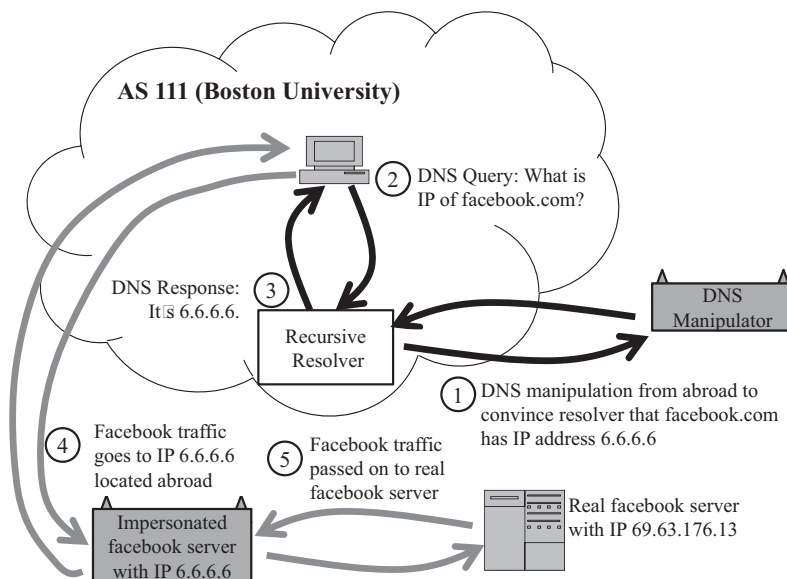 AS 111 (Boston University)
2
DNS Query: What is
IP of facebook.com?
DNS Response:
It s 6.6.6.6.
3
Recursive
Resolver
DNS
Manipulator
1
DNS manipulation from abroad to
convince resolver that facebook.com
has IP address 6.6.6.6
4
Facebook traffic
goes to IP 6.6.6.6
located abroad
5
Facebook traffic
passed on to real
facebook server
Impersonated
facebook server
with IP 6.6.6.6
Real facebook server
with IP 69.63.176.13